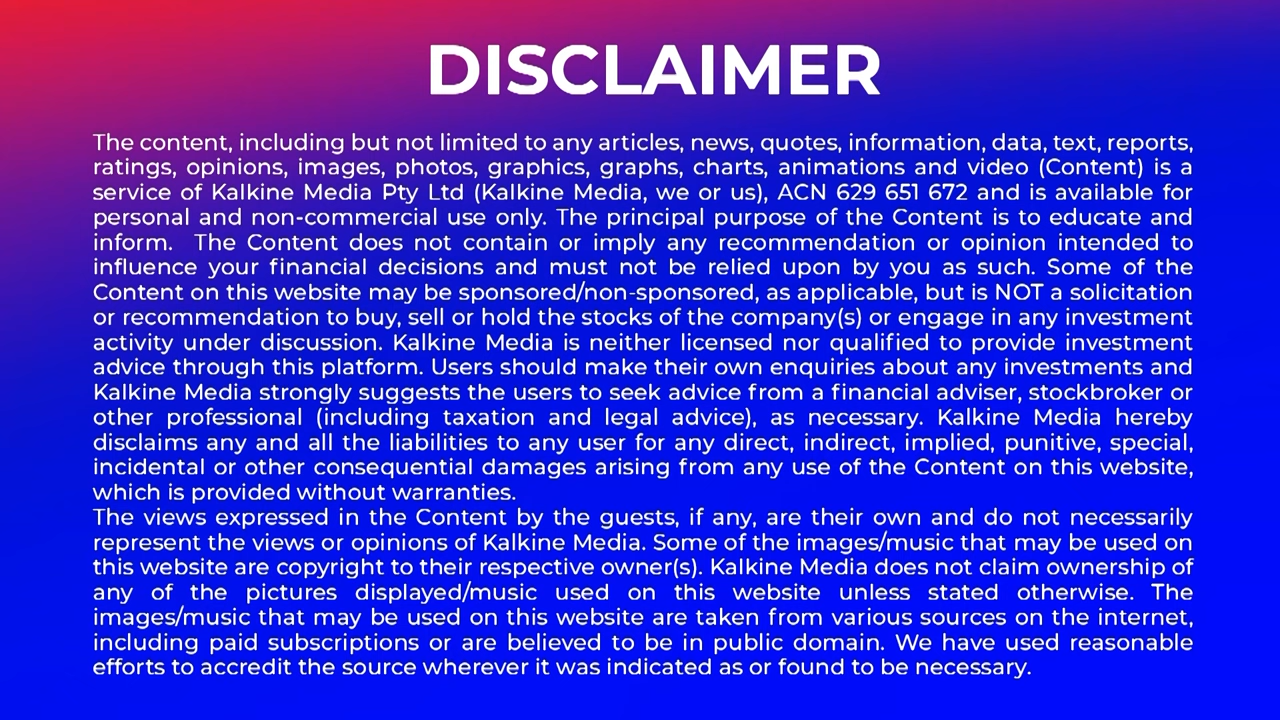 DISCLAIMER
The content, including but not limited to any articles, news, quotes, information, data, text, reports,
ratings, opinions, images, photos, graphics, graphs, charts, animations and video (Content) is a
service of Kalkine Media Pty Ltd (Kalkine Media, we or us), ACN 629 651 672 and is available for
personal and non-commercial use only. The principal purpose of the Content is to educate and
inform.  The Content does not contain or imply any recommendation or opinion intended to
influence your financial decisions and must not be relied upon by you as such. Some of the
Content on this website may be sponsored/non-sponsored, as applicable, but is NOT a solicitation
or recommendation to buy, sell or hold the stocks of the company(s) or engage in any investment
activity under discussion. Kalkine Media is neither licensed nor qualified to provide investment
advice through this platform. Users should make their own enquiries about any investments and
Kalkine Media strongly suggests the users to seek advice from a financial adviser, stockbroker or
other professional (including taxation and legal advice), as necessary. Kalkine Media hereby
disclaims any and all the liabilities to any user for any direct, indirect, implied, punitive, special,
incidental or other consequential damages arising from any use of the Content on this website,
which is provided without warranties.
The views expressed in the Content by the guests, if any, are their own and do not necessarily
represent the views or opinions of Kalkine Media. Some of the images/music that may be used on
this website are copyright to their respective owner(s). Kalkine Media does not claim ownership of
any of the pictures displayed/music used on this website unless stated otherwise. The
images/music that may be used on this website are taken from various sources on the internet,
including paid subscriptions or are believed to be in public domain. We have used reasonable
efforts to accredit the source wherever it was indicated as or found to be necessary.